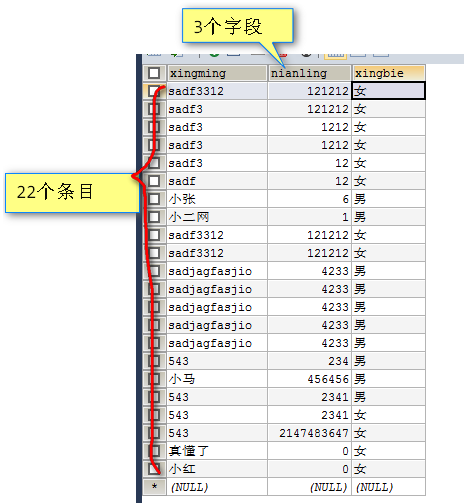 3个字段
xingming nianling xingbie
sadf3312 121212 女
sadf3 121212 女
sadf3 1212 女
sadf3 1212 女
sadf3 12 女
sadf 12 女
小张 6 男
小二网 1 男
sadf3312 121212 女
sadf3312 121212 女
sadjagfasjio 4233 男
sadjagfasjio 4233 男
sadjagfasjio 4233 男
sadjagfasjio 4233 男
sadjagfasjio 4233 男
543 234 男
小马 456456 男
543 2341 男
543 2341 女
543 2147483647 女
真懂了 0 女
小红 0 女
* (NULL) (NULL) (NULL)
22个条目